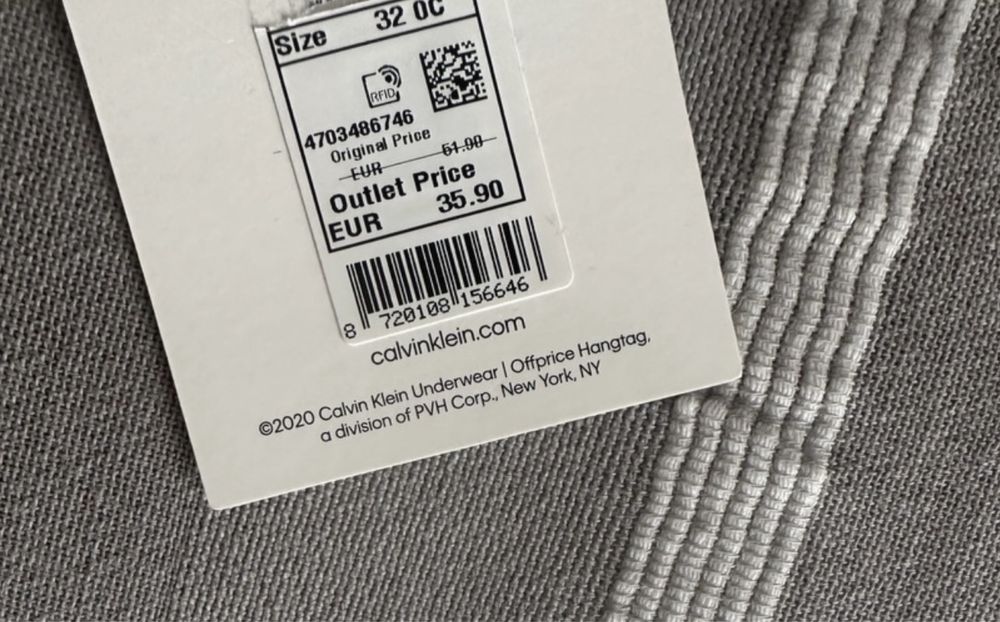 Size 32 0C
RFID
4703486746
Original Price
EUR 51.90
Outlet Price
EUR 35.90
8 720108 156646
calvinklein.com
©2020 Calvin Klein Underwear | Offprice Hangtag,
a division of PVH Corp., New York, NY